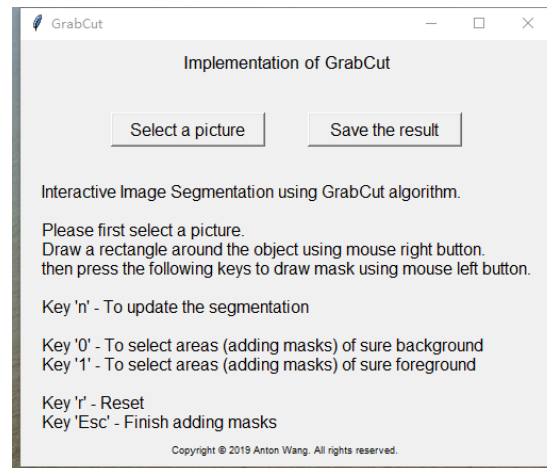 GrabCut
Implementation of GrabCut
Select a picture
Save the result
Interactive Image Segmentation using GrabCut algorithm.
Please first select a picture.
Draw a rectangle around the object using mouse right button.
then press the following keys to draw mask using mouse left button.
Key 'n' - To update the segmentation
Key '0' - To select areas (adding masks) of sure background
Key '1' - To select areas (adding masks) of sure foreground
Key 'r' - Reset
Key 'Esc' - Finish adding masks
Copyright © 2019 Anton Wang. All rights reserved.